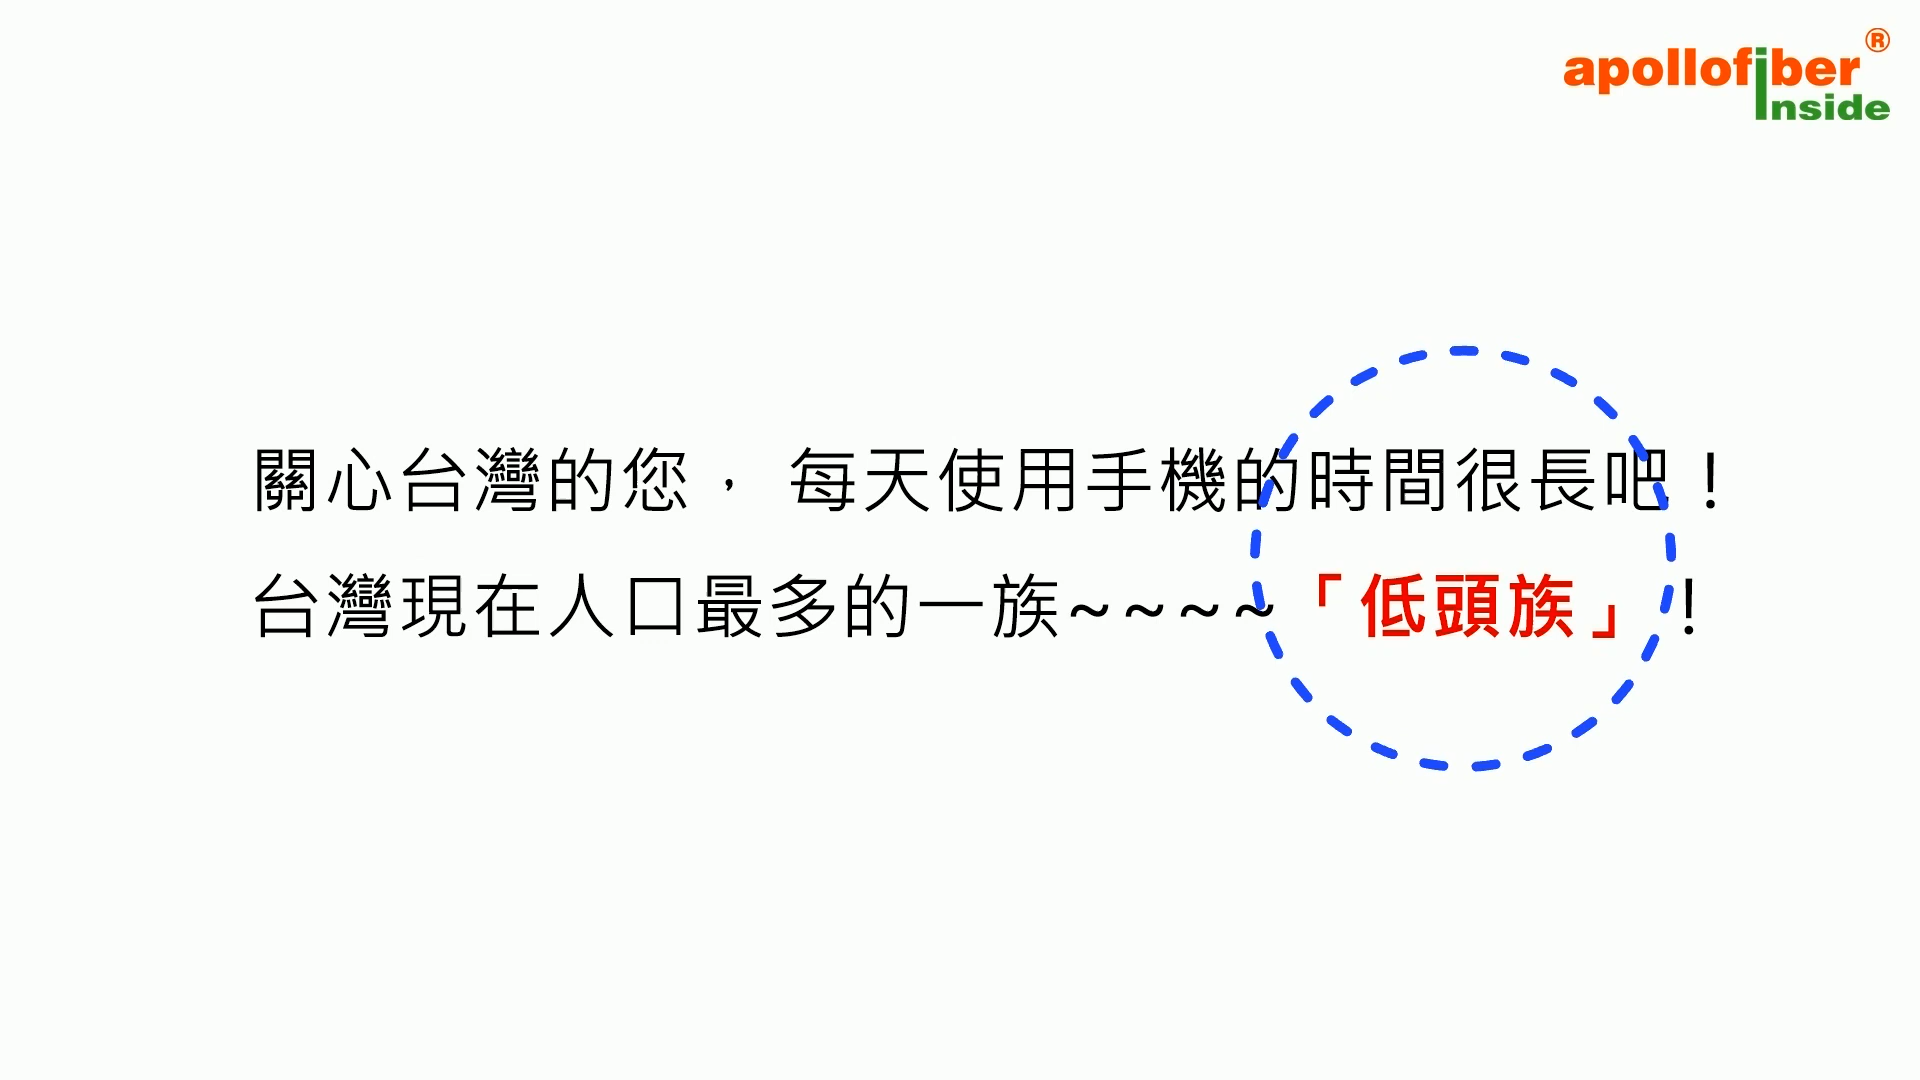 apollofiber®
Inside
關心台灣的您， 每天使用手機的時間很長吧！
台灣現在人口最多的一族~~~~「低頭族」！